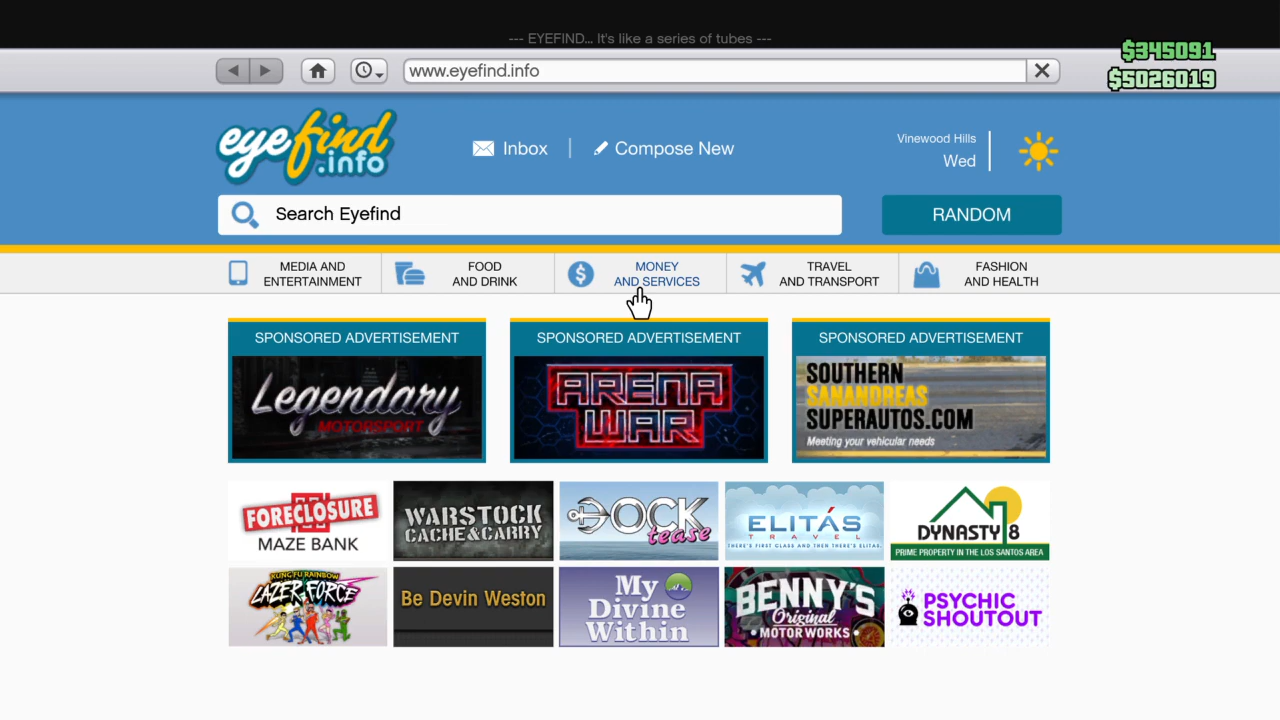 --- EYEFIND... It's like a series of tubes ---
$345091
www.eyefind.info
$5026019
eyefind
.info
Inbox
Compose New
Vinewood Hills
Wed
Search Eyefind
RANDOM
MEDIA AND
ENTERTAINMENT
FOOD
AND DRINK
MONEY
AND SERVICES
TRAVEL
AND TRANSPORT
FASHION
AND HEALTH
SPONSORED ADVERTISEMENT
Legendary
MOTORSPORT
SPONSORED ADVERTISEMENT
ARENA
WAR
SPONSORED ADVERTISEMENT
SOUTHERN
SANANDREAS
SUPERAUTOS.COM
Meeting your vehicular needs
FORECLOSURE
MAZE BANK
WARSTOCK
CACHE&CARRY
DOCK
tease
ELITÁS
TRAVEL
THERE'S FIRST CLASS AND THEN THERE'S ELITAS.
DYNASTY 8
PRIME PROPERTY IN THE LOS SANTOS AREA
KUNG FU RAINBOW
LAZER FORCE
Be Devin Weston
My
Divine
Within
BENNY'S
Original
• MOTOR WORKS •
PSYCHIC
SHOUTOUT